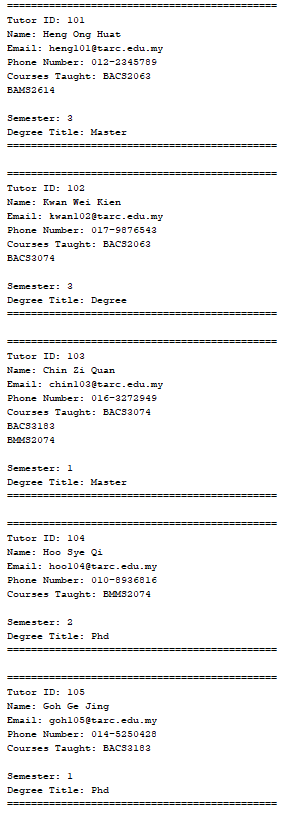 ==============================================
Tutor ID: 101
Name: Heng Ong Huat
Email: heng101@tarc.edu.my
Phone Number: 012-2345789
Courses Taught: BACS2063
BAMS2614
Semester: 3
Degree Title: Master
==============================================
==============================================
Tutor ID: 102
Name: Kwan Wei Kien
Email: kwan102@tarc.edu.my
Phone Number: 017-9876543
Courses Taught: BACS2063
BACS3074
Semester: 3
Degree Title: Degree
==============================================
==============================================
Tutor ID: 103
Name: Chin Zi Quan
Email: chin103@tarc.edu.my
Phone Number: 016-3272949
Courses Taught: BACS3074
BACS3183
BMMS2074
Semester: 1
Degree Title: Master
==============================================
==============================================
Tutor ID: 104
Name: Hoo Sye Qi
Email: hoo104@tarc.edu.my
Phone Number: 010-8936816
Courses Taught: BMMS2074
Semester: 2
Degree Title: Phd
==============================================
==============================================
Tutor ID: 105
Name: Goh Ge Jing
Email: goh105@tarc.edu.my
Phone Number: 014-5250428
Courses Taught: BACS3183
Semester: 1
Degree Title: Phd
==============================================